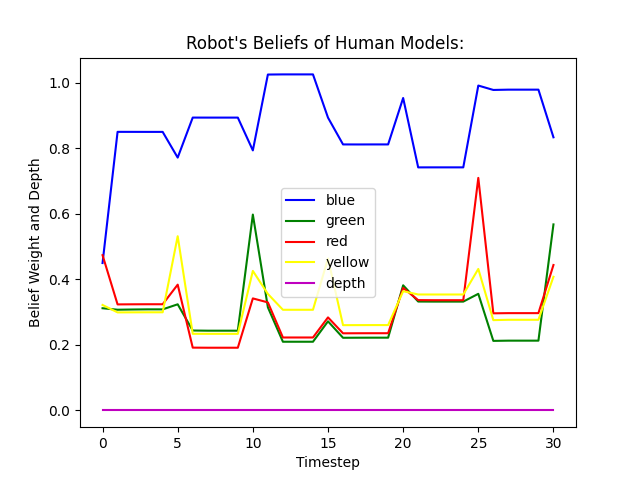 Robot's Beliefs of Human Models:
Belief Weight and Depth
1.0
0.8
0.6
0.4
0.2
0.0
blue
green
red
yellow
depth
0 5 10 15 20 25 30
Timestep